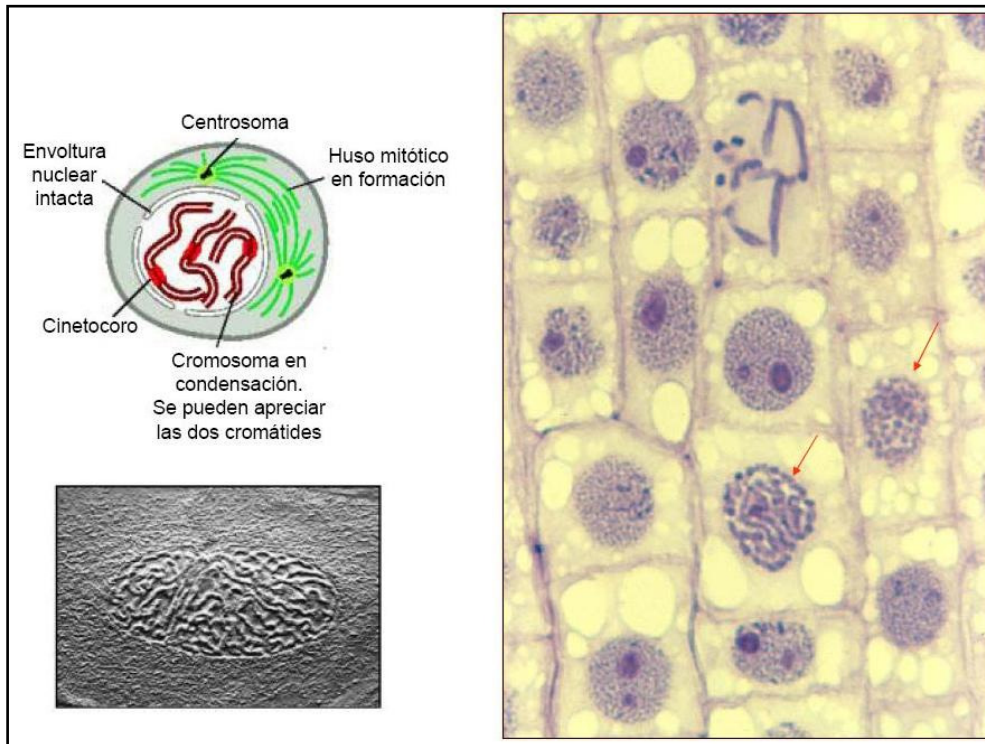 Centrosoma
Envoltura
nuclear
intacta
Huso mitótico
en formación
Cinetocoro
Cromosoma en
condensación.
Se pueden apreciar
las dos cromátides